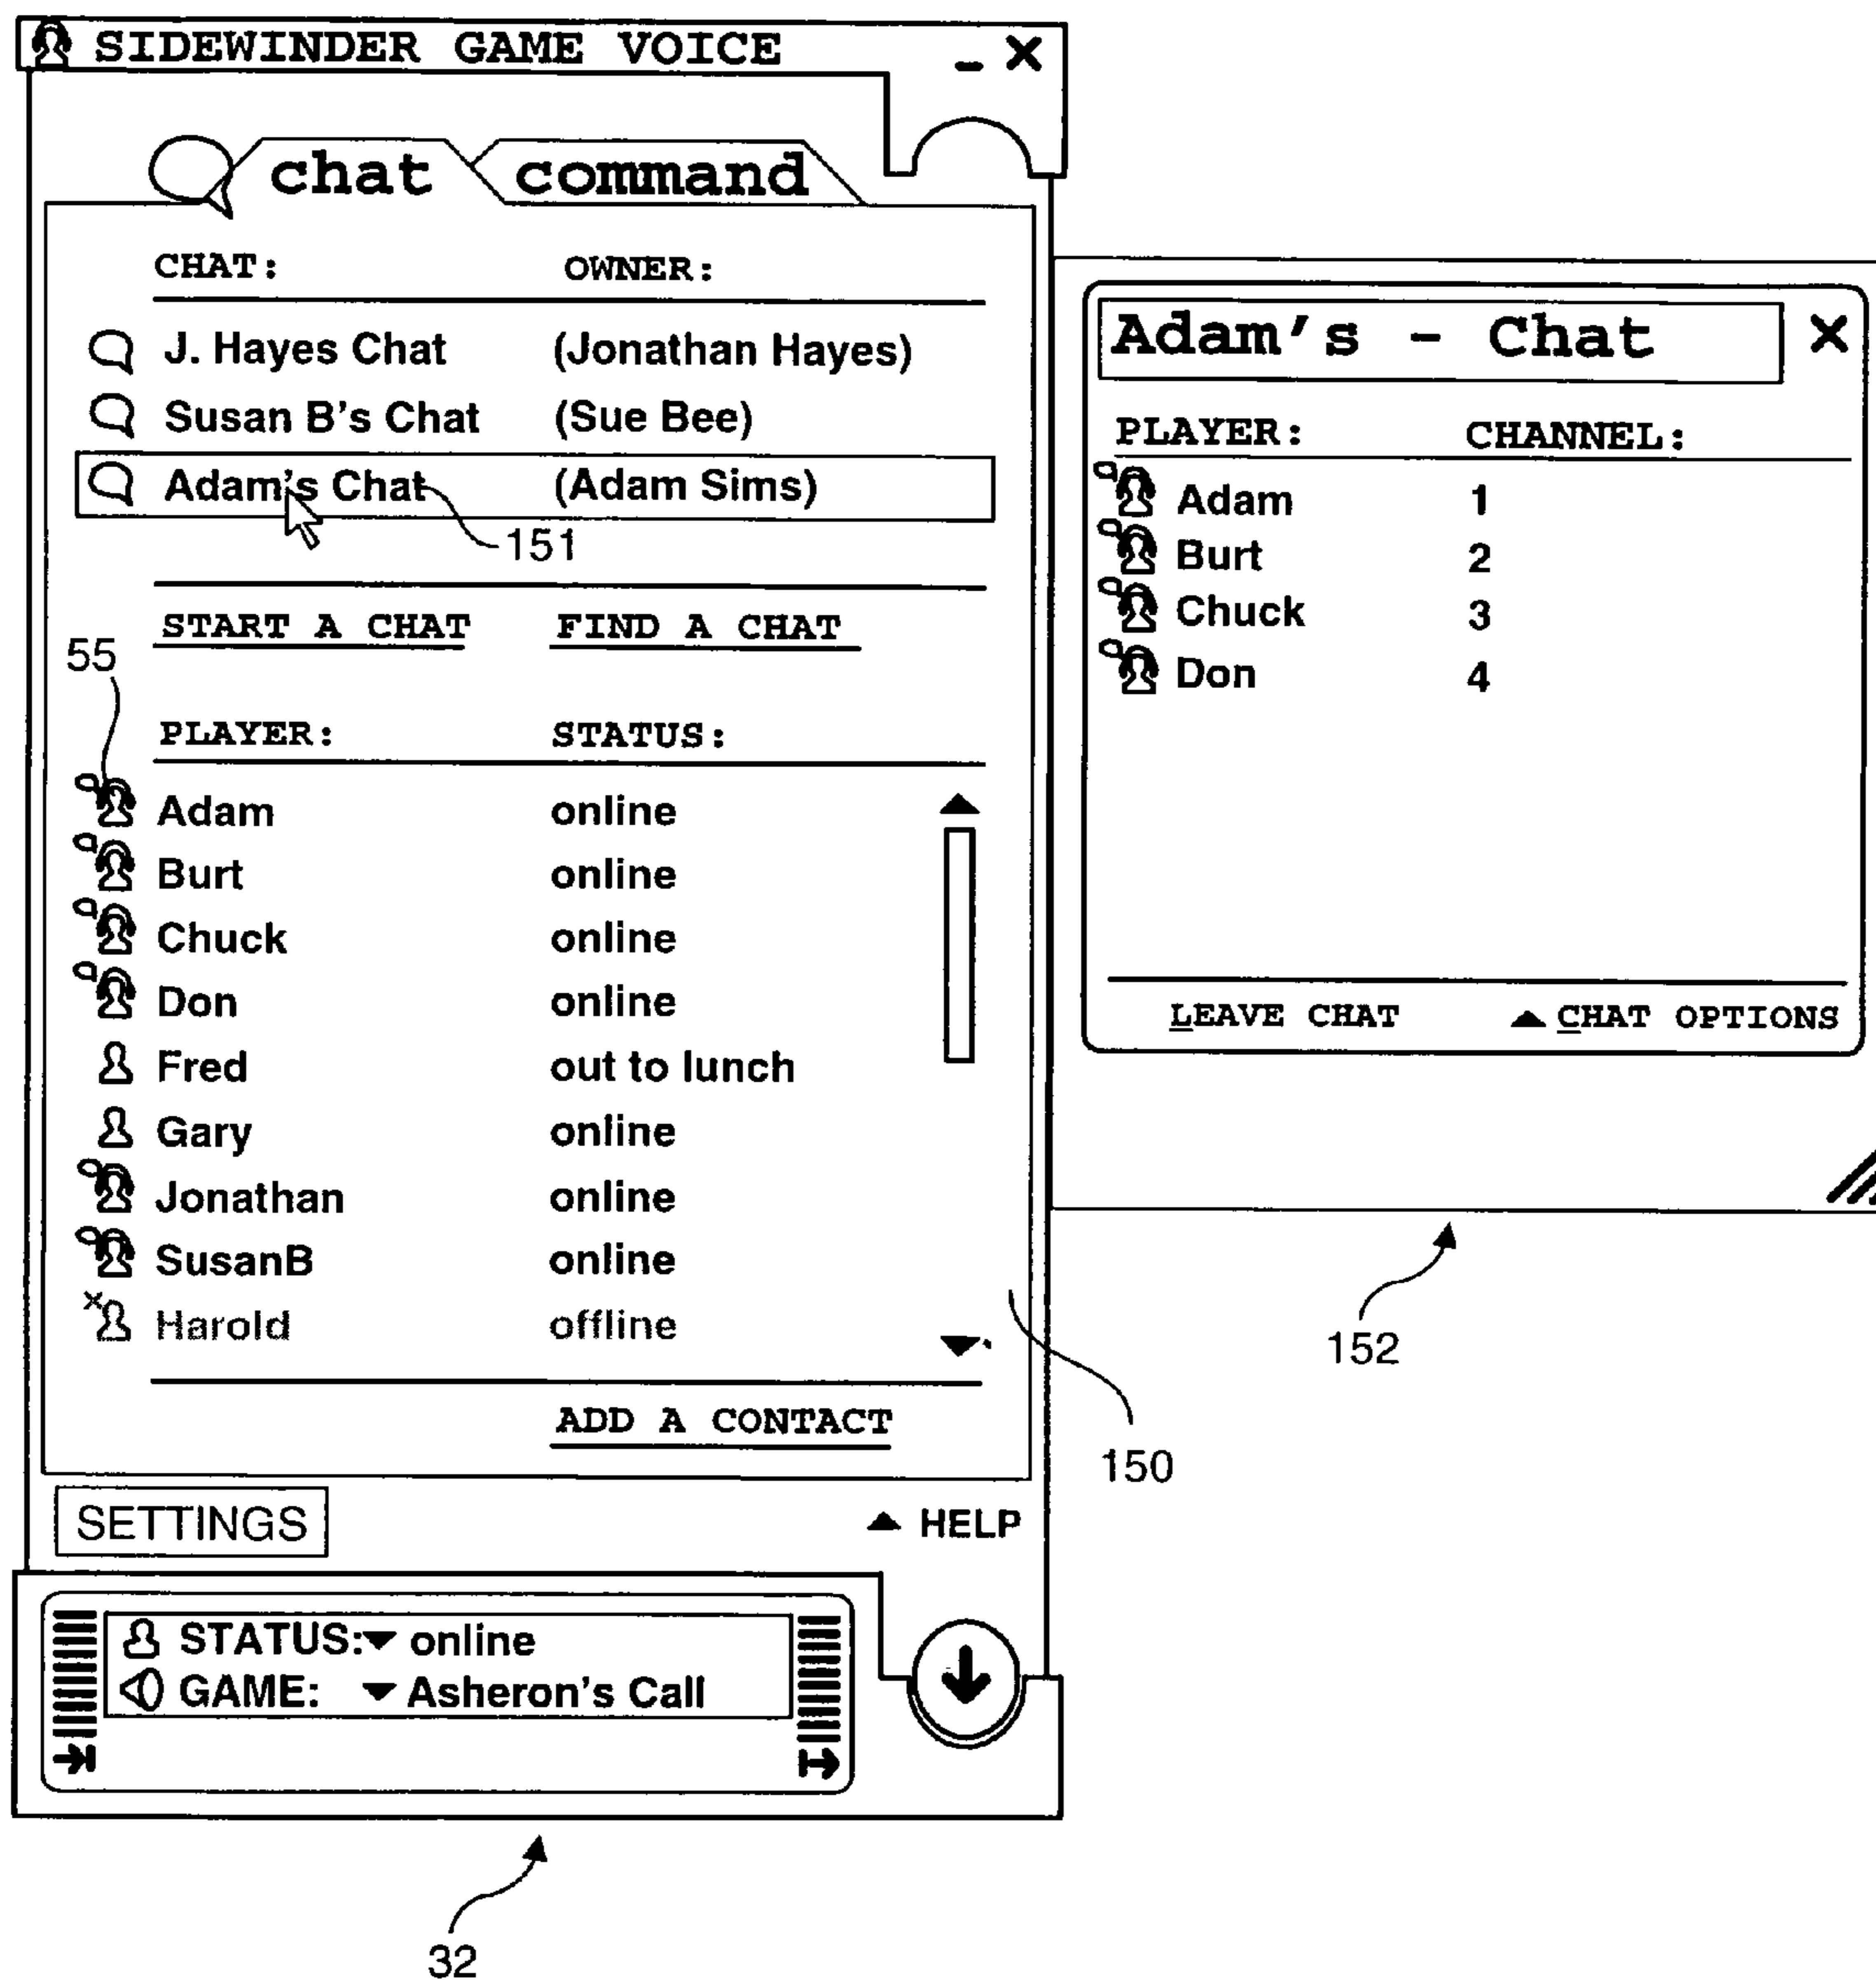 SIDEWINDER GAME VOICE - X
chat command
CHAT: OWNER:
J. Hayes Chat (Jonathan Hayes)
Susan B's Chat (Sue Bee)
Adam's Chat (Adam Sims)
151
START A CHAT FIND A CHAT
55
PLAYER: STATUS:
Adam online
Burt online
Chuck online
Don online
Fred out to lunch
Gary online
Jonathan online
SusanB online
Harold offline
ADD A CONTACT
150
SETTINGS HELP
STATUS: online
GAME: Asheron's Call
32
Adam's - Chat X
PLAYER: CHANNEL:
Adam 1
Burt 2
Chuck 3
Don 4
LEAVE CHAT CHAT OPTIONS
152